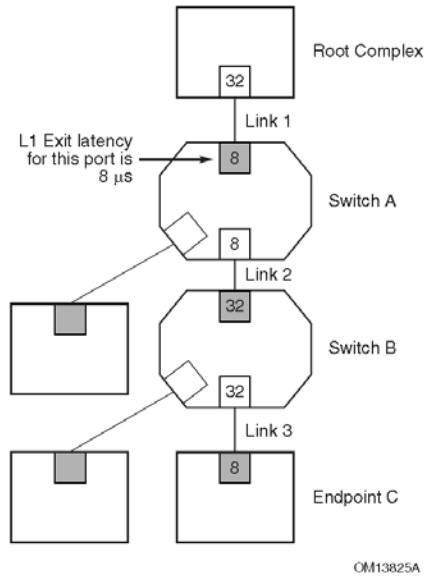 Root Complex
32
Link 1
L1 Exit latency
for this port is
8 µs
8
Switch A
8
Link 2
32
Switch B
32
Link 3
8
Endpoint C
OM13825A